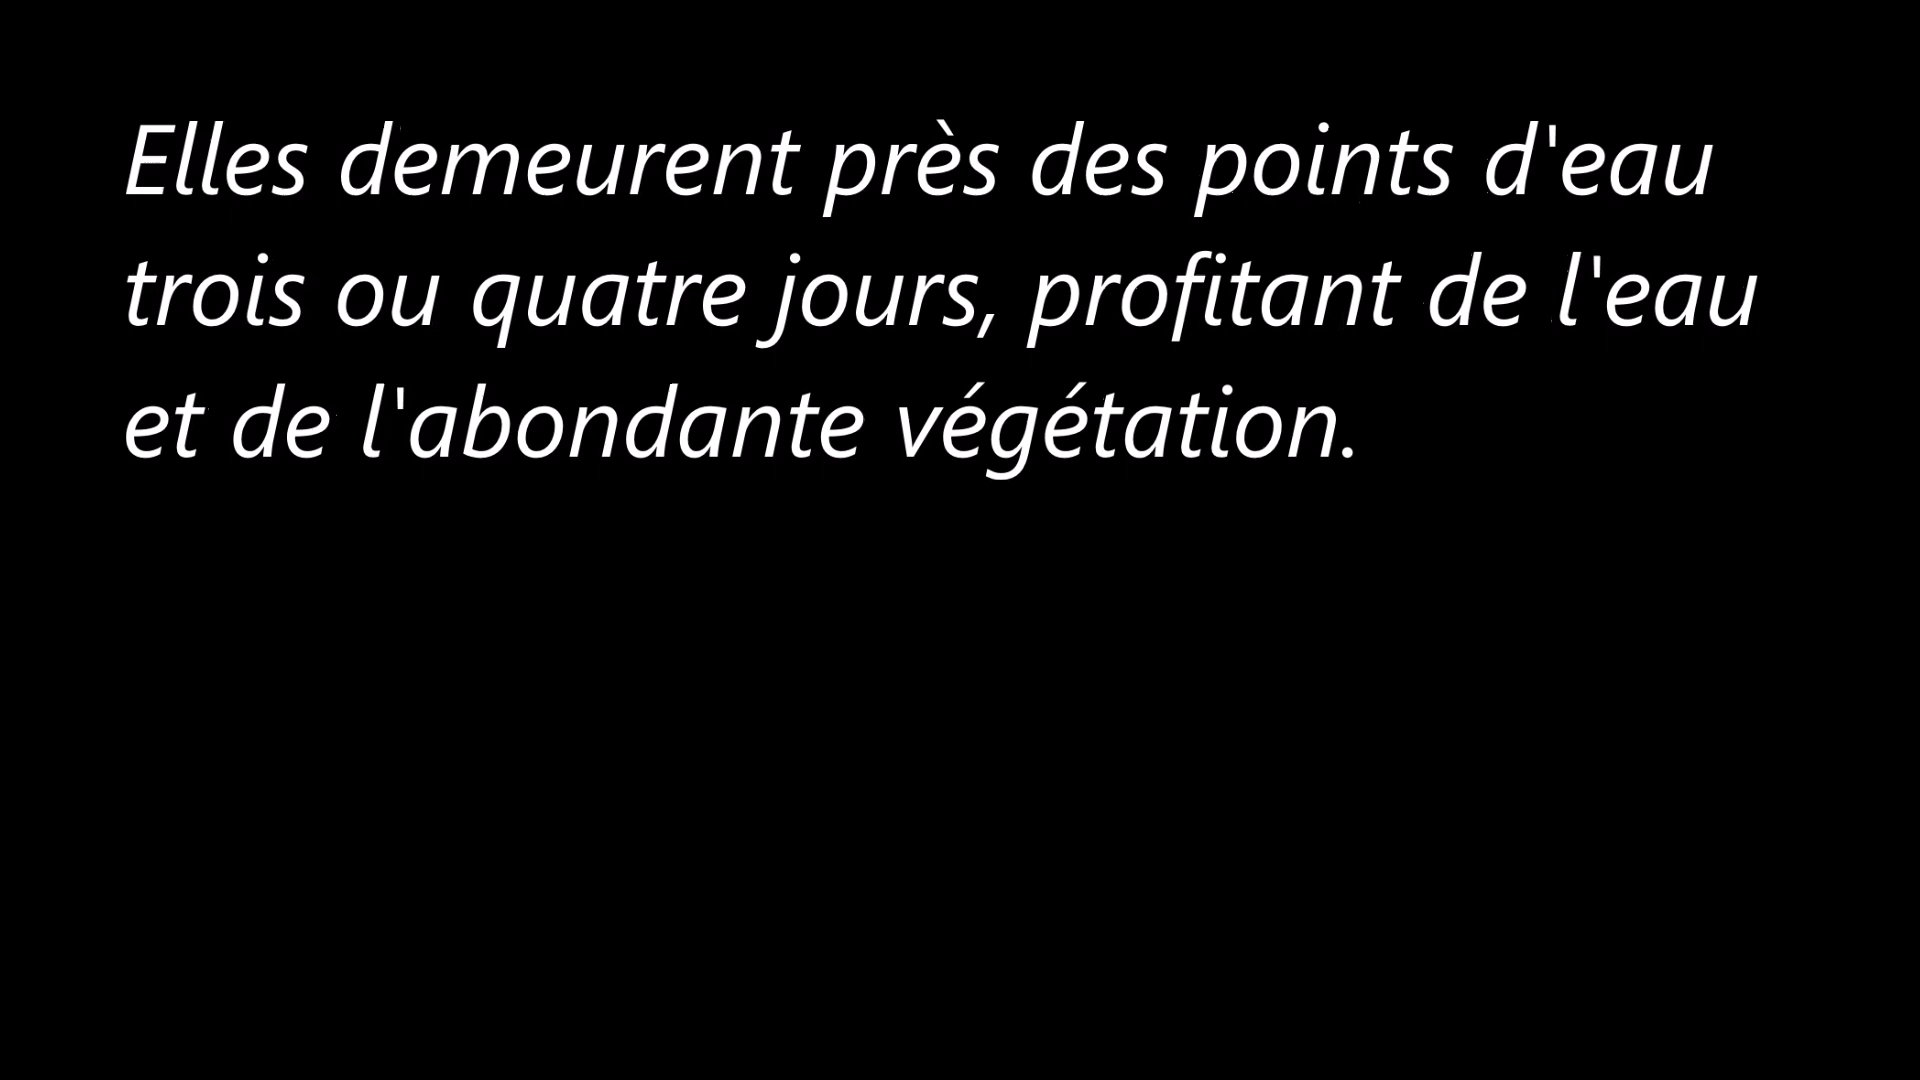 Elles demeurent près des points d'eau
trois ou quatre jours, profitant de l'eau
et de l'abondante végétation.